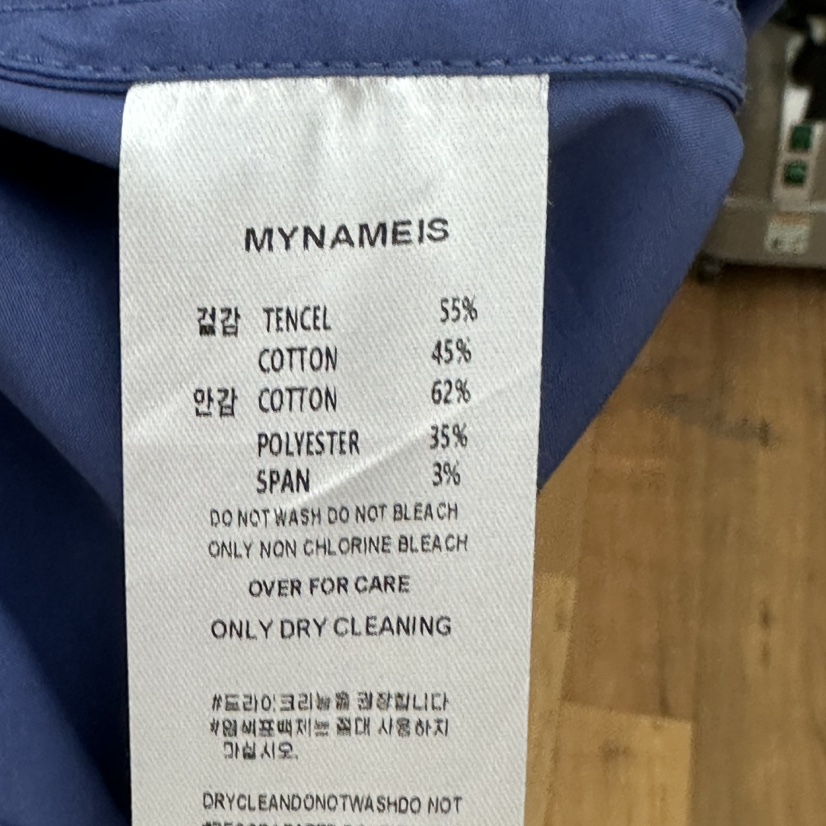 MYNAMEIS
겉감 TENCEL 55%
COTTON 45%
안감 COTTON 62%
POLYESTER 35%
SPAN 3%
DO NOT WASH DO NOT BLEACH
ONLY NON CHLORINE BLEACH
OVER FOR CARE
ONLY DRY CLEANING
#드라이크리닝을 권장합니다
#염색표백제는 절대 사용하지
마십시오.
DRYCLEANDONOTWASHDO NOT